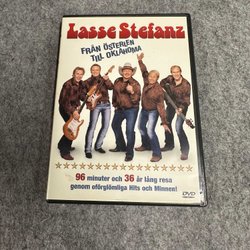 Lasse Stefanz
FRÅN ÖSTERLEN
TILL OKLAHOMA
96 minuter och 36 år lång resa
genom oförglömliga Hits och Minnen!
DVD